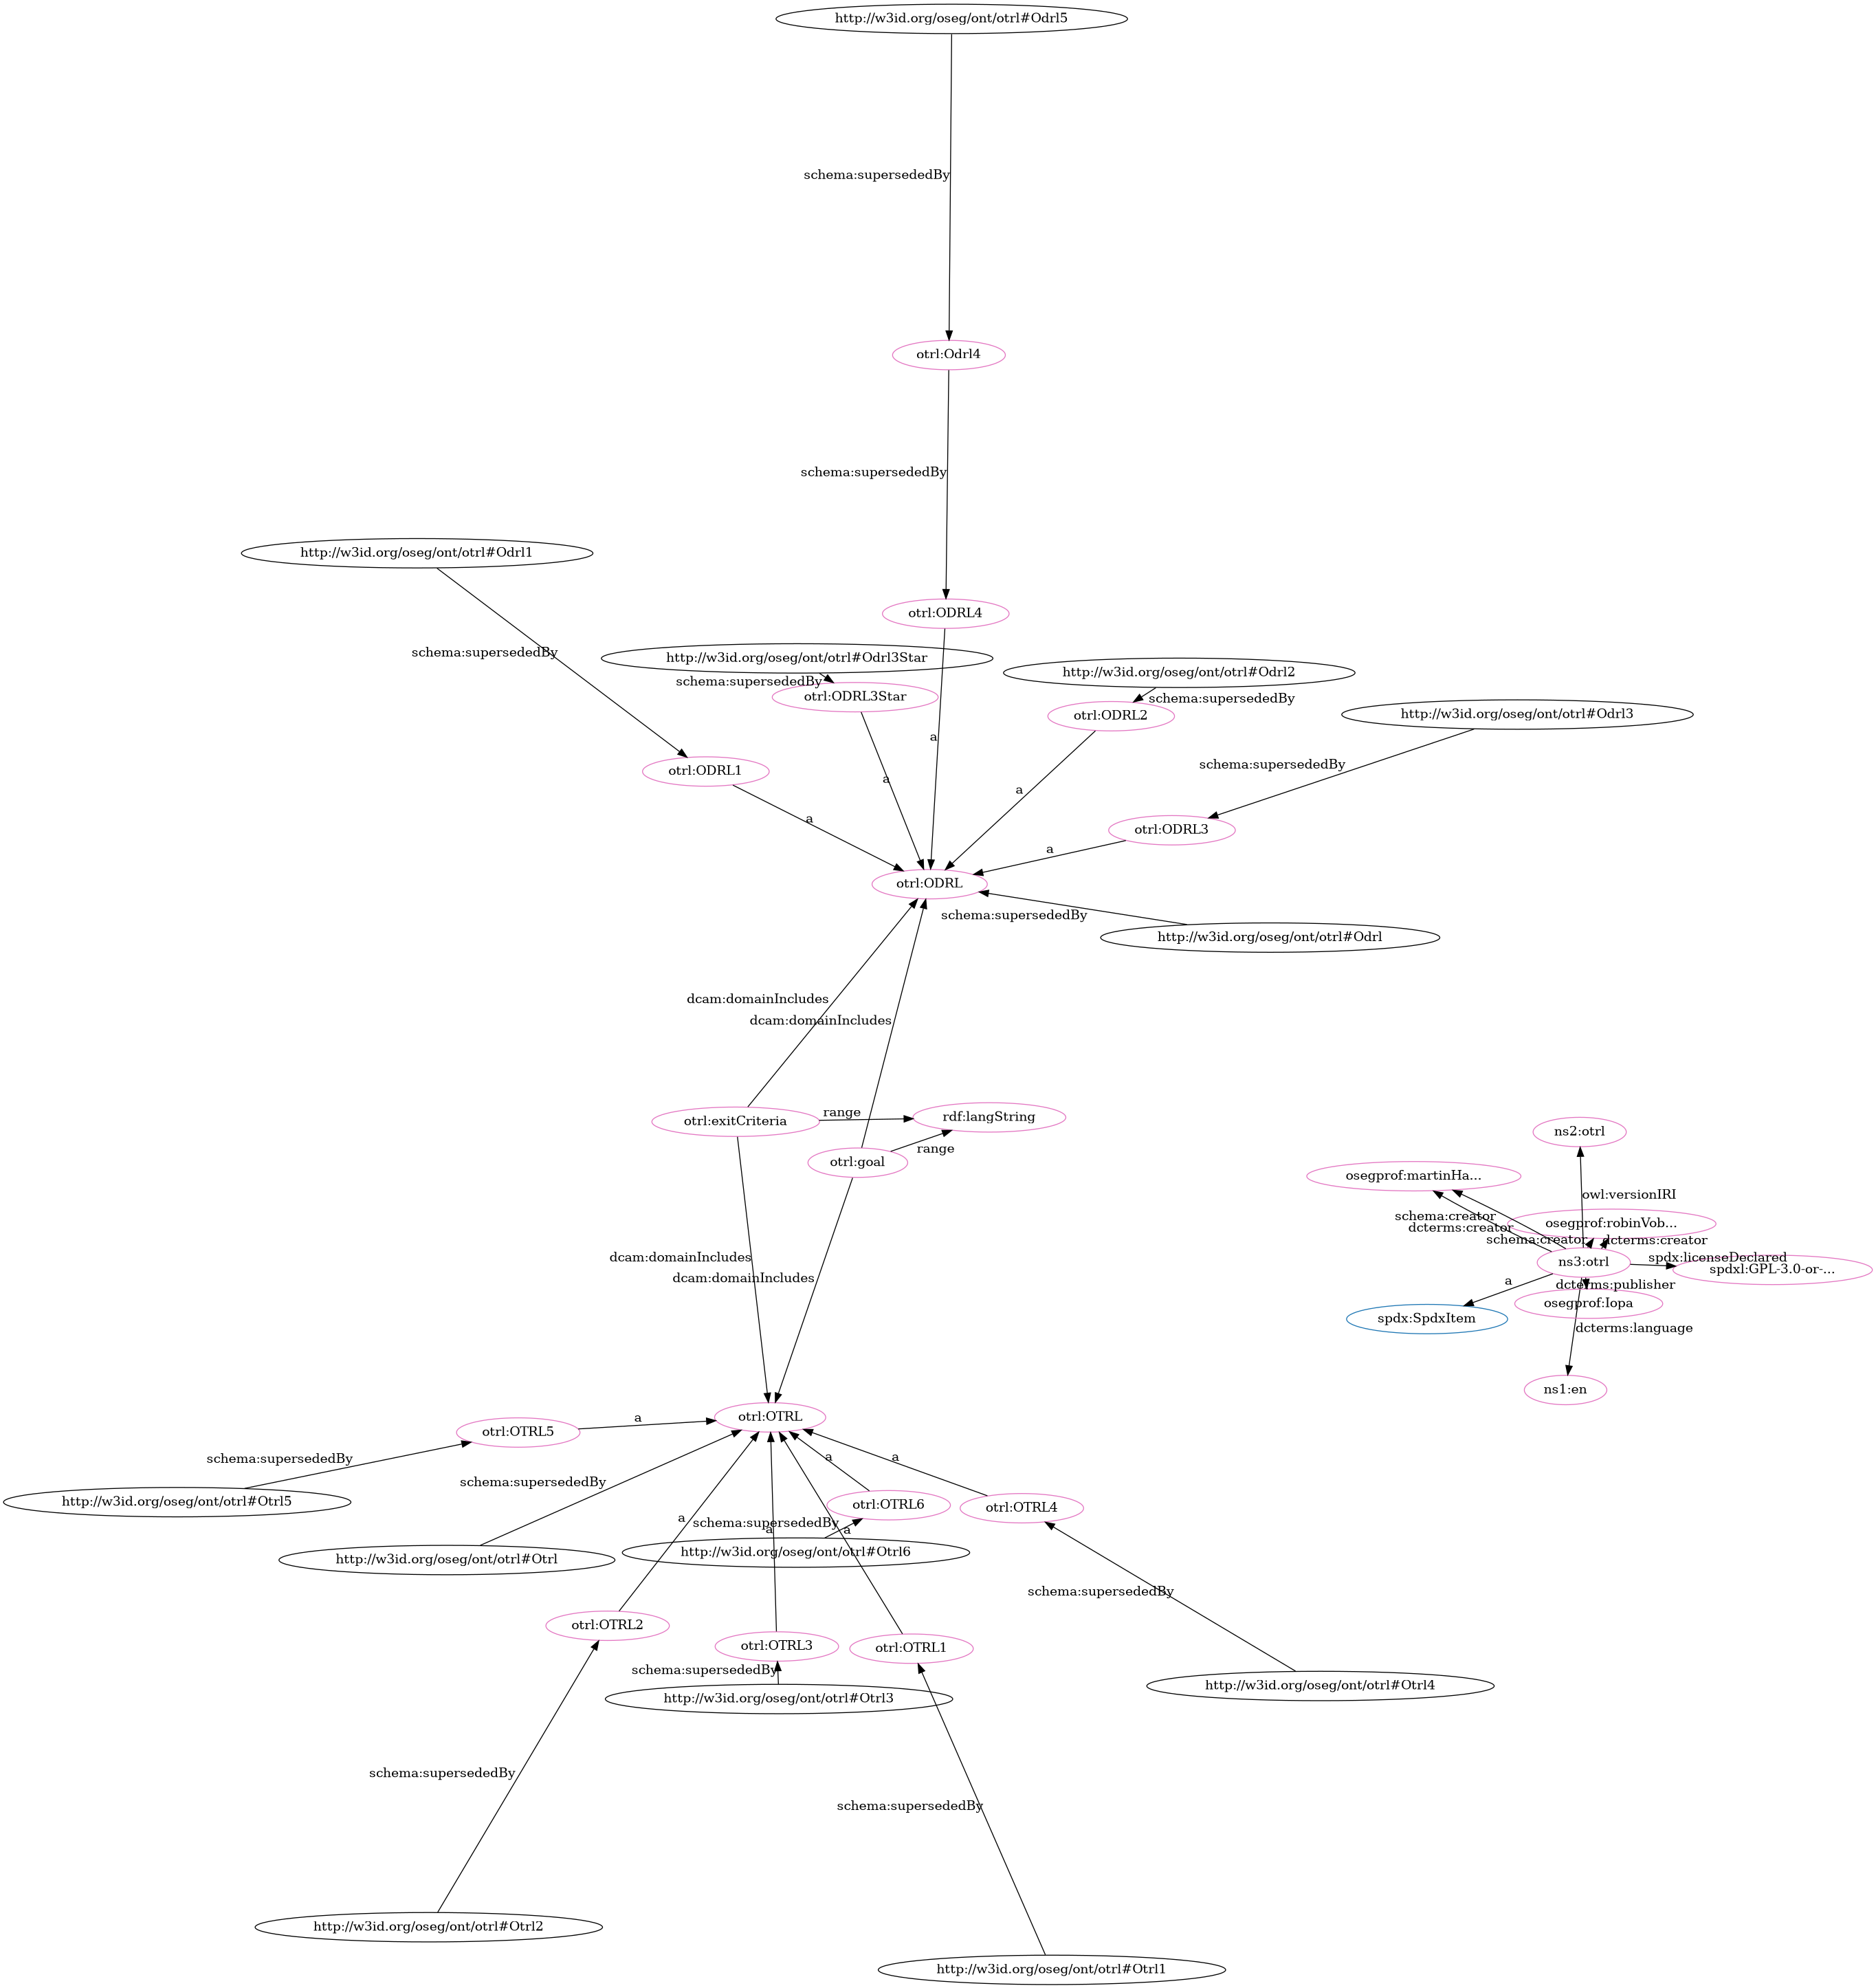 http://w3id.org/oseg/ont/otrl#Odrl5
schema:supersededBy
otrl:Odrl4
schema:supersededBy
http://w3id.org/oseg/ont/otrl#Odrl1
otrl:ODRL4
schema:supersededBy
http://w3id.org/oseg/ont/otrl#Odrl3Star
http://w3id.org/oseg/ont/otrl#Odrl2
schema:supersededBy
otrl:ODRL3Star
schema:supersededBy
otrl:ODRL2
http://w3id.org/oseg/ont/otrl#Odrl3
a
schema:supersededBy
otrl:ODRL1
a
a
a
otrl:ODRL3
a
otrl:ODRL
schema:supersededBy
http://w3id.org/oseg/ont/otrl#Odrl
dcam:domainIncludes
dcam:domainIncludes
otrl:exitCriteria
range
rdf:langString
range
otrl:goal
ns2:otrl
osegprof:martinHa...
owl:versionIRI
schema:creator
dcterms:creator
osegprof:robinVob...
schema:creator
dcterms:creator
spdx:licenseDeclared
ns3:otrl
spdxl:GPL-3.0-or-...
a
dcterms:publisher
osegprof:Iopa
spdx:SpdxItem
dcterms:language
ns1:en
dcam:domainIncludes
dcam:domainIncludes
otrl:OTRL
a
otrl:OTRL5
schema:supersededBy
http://w3id.org/oseg/ont/otrl#Otrl5
schema:supersededBy
a
a
otrl:OTRL6
otrl:OTRL4
a
schema:supersededBy
a
a
http://w3id.org/oseg/ont/otrl#Otrl
http://w3id.org/oseg/ont/otrl#Otrl6
schema:supersededBy
otrl:OTRL2
otrl:OTRL3
otrl:OTRL1
schema:supersededBy
http://w3id.org/oseg/ont/otrl#Otrl3
http://w3id.org/oseg/ont/otrl#Otrl4
schema:supersededBy
schema:supersededBy
http://w3id.org/oseg/ont/otrl#Otrl2
http://w3id.org/oseg/ont/otrl#Otrl1